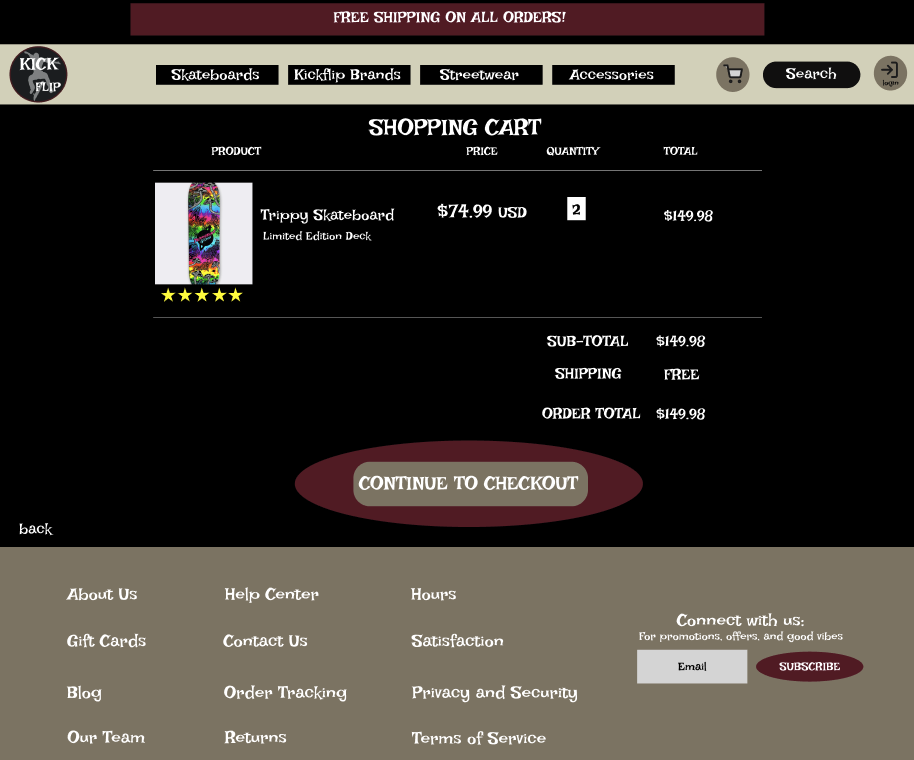 FREE SHIPPING ON ALL ORDERS!
KICK
FLIP
Skateboards Kickflip Brands Streetwear Accessories
Search
login
SHOPPING CART
PRODUCT PRICE QUANTITY TOTAL
Trippy Skateboard $74.99 USD 2 $149.98
Limited Edition Deck
SUB-TOTAL $149.98
SHIPPING FREE
ORDER TOTAL $149.98
CONTINUE TO CHECKOUT
back
About Us Help Center Hours
Connect with us:
For promotions, offers, and good vibes
Gift Cards Contact Us Satisfaction
Email SUBSCRIBE
Blog Order Tracking Privacy and Security
Our Team Returns Terms of Service